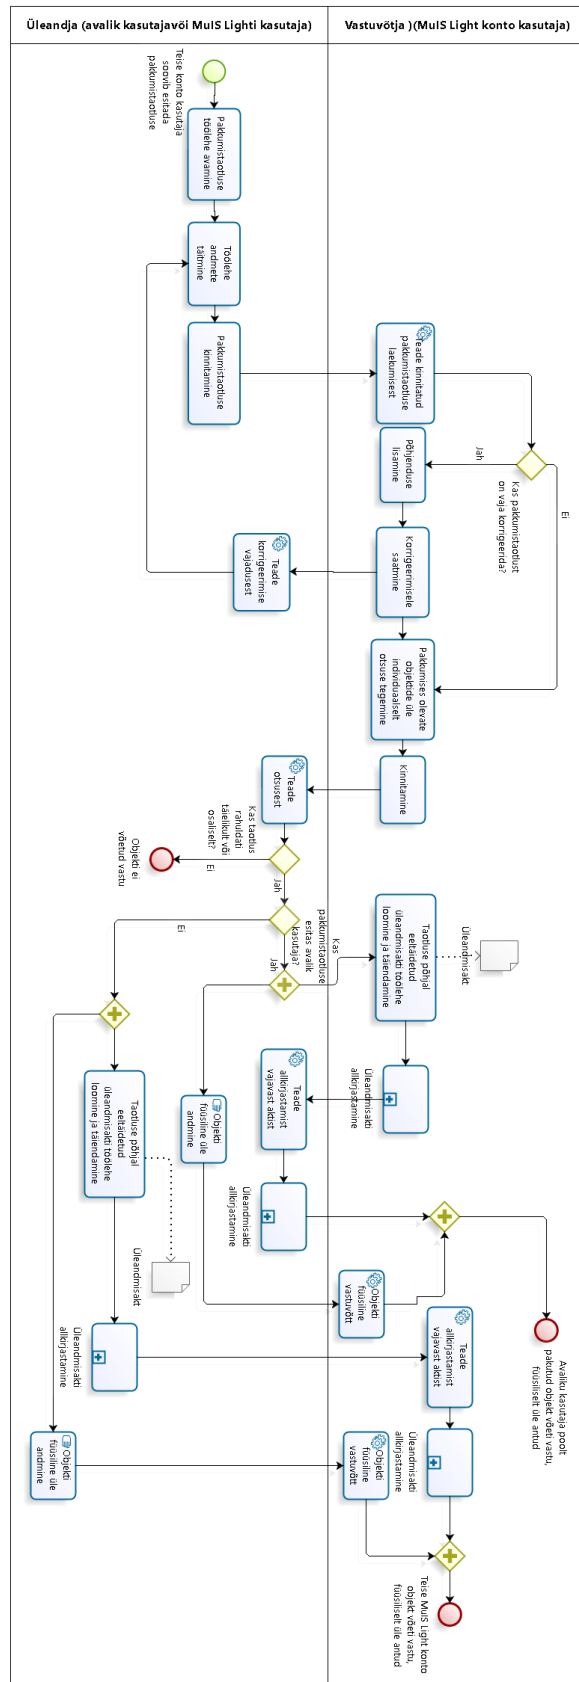 Üleandja (avalik kasutajavõi MuIS Lighti kasutaja)
Vastuvõtja )(MuIS Light konto kasutaja)
Teise konto kasutaja
soovib esitada
pakkumistaotluse
Pakkumistaotluse
töölehe avamine
Töölehe
andmete
täitmine
Pakkumistaotluse
kinnitamine
Teade kinnitatud
pakkumistaotluse
laekumisest
Kas pakkumistaotlust
on vaja korrigeerida?
Jah
Ei
Põhjenduse
lisamine
Korrigeerimisele
saatmine
Teade
korrigeerimise
vajadusest
Pakkumises olevate
objektide üle
individuaalselt
otsuse tegemine
Kinnitamine
Teade
otsusest
Kas taotlus
rahuldati
täielikult või
osaliselt?
Ei
Objekti ei
võetud vastu
Jah
Kas
pakkumistaotluse
esitas avalik
kasutaja?
Jah
Ei
Taotluse põhjal
eeltäidetud
üleandmisakti töölehe
loomine ja täiendamine
Üleandmisakt
Üleandmisakti
allkirjastamine
Teade
allkirjastamist
vajavast aktist
Objekti
füüsiline üle
andmine
Üleandmisakti
allkirjastamine
Objekti
füüsiline
vastuvõtt
Avaliku kasutaja poolt
pakutud objekt võeti vastu,
füüsiliselt üle antud
Taotluse põhjal
eeltäidetud
üleandmisakti töölehe
loomine ja täiendamine
Üleandmisakt
Üleandmisakti
allkirjastamine
Teade
allkirjastamist
vajavast aktist
Üleandmisakti
allkirjastamine
Objekti
füüsiline üle
andmine
Objekti
füüsiline
vastuvõtt
Teise MuIS Light konto
objekt võeti vastu,
füüsiliselt üle antud